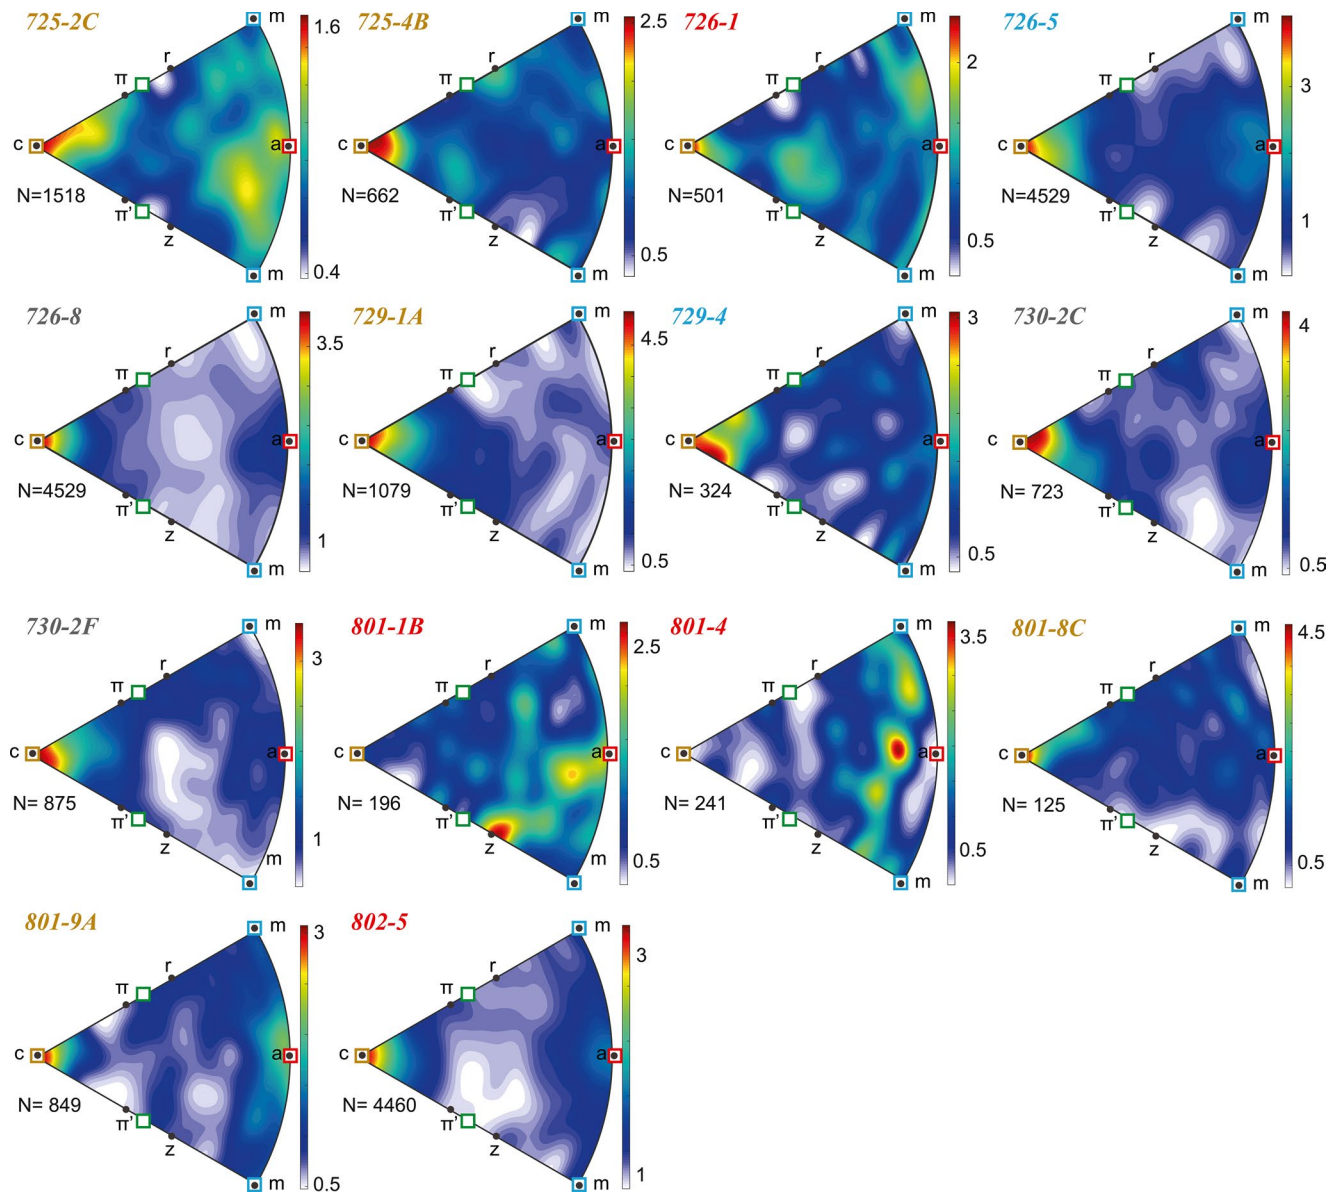 725-2C
1.6
m
r
π
c
a
N=1518
π'
z
m
0.4
725-4B
2.5
m
r
π
c
a
N=662
π'
z
m
0.5
726-1
2
m
r
π
c
a
N=501
π'
z
m
0.5
726-5
3
m
r
π
c
a
N=4529
π'
z
m
1
726-8
3.5
m
r
π
c
a
N=4529
π'
z
m
1
729-1A
4.5
m
r
π
c
a
N=1079
π'
z
m
0.5
729-4
3
m
r
π
c
a
N= 324
π'
z
m
0.5
730-2C
4
m
r
π
c
a
N= 723
π'
z
m
0.5
730-2F
3
m
r
π
c
a
N= 875
π'
z
m
1
801-1B
2.5
m
r
π
c
a
N= 196
π'
z
m
0.5
801-4
3.5
m
r
π
c
a
N= 241
π'
z
m
0.5
801-8C
4.5
m
r
π
c
a
N= 125
π'
z
m
0.5
801-9A
3
m
r
π
c
a
N= 849
π'
z
m
0.5
802-5
3
m
r
π
c
a
N= 4460
π'
z
m
1